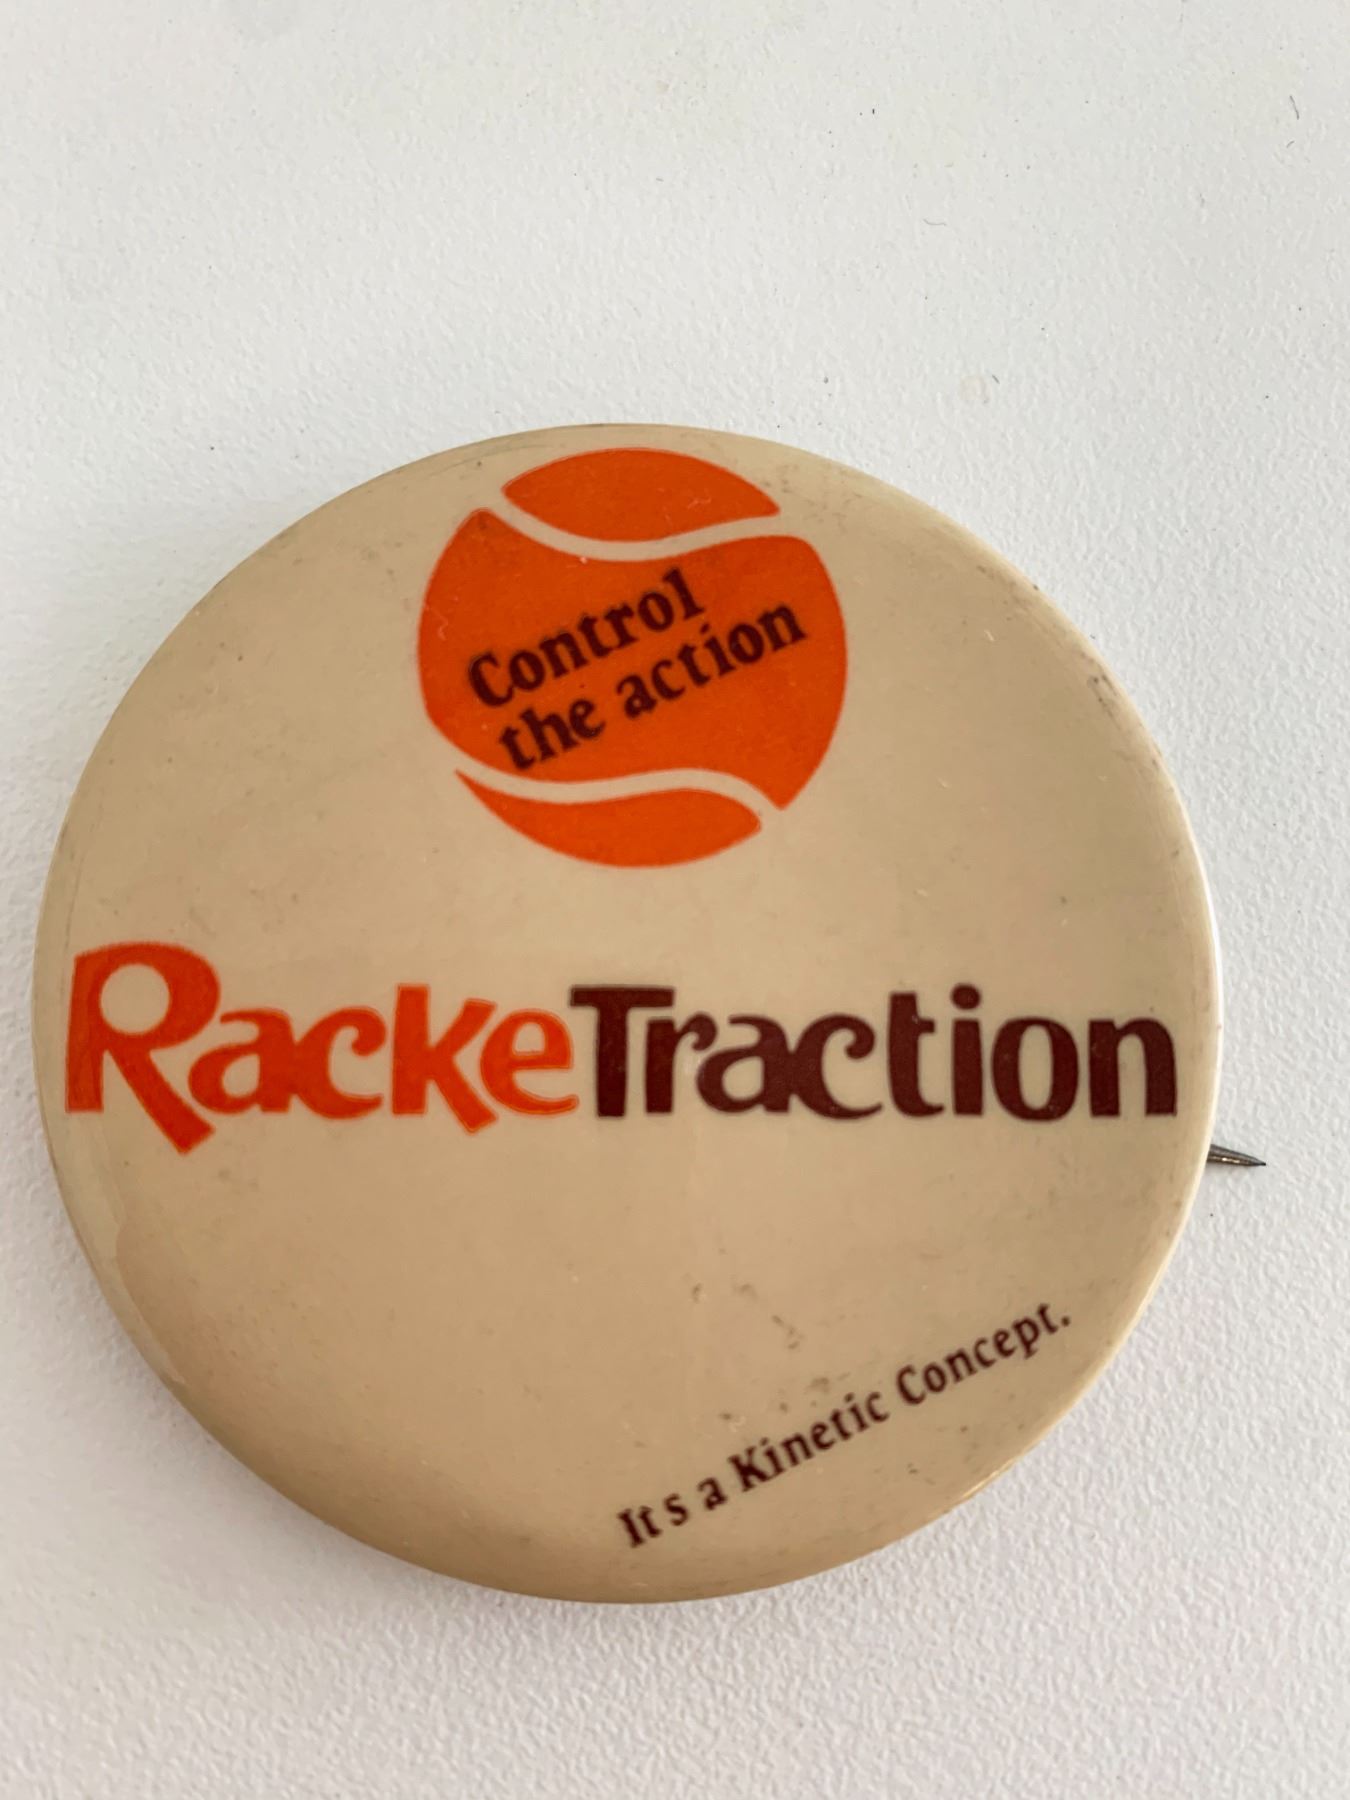 Control
the action
RackeTraction
It s a Kinetic Concept.